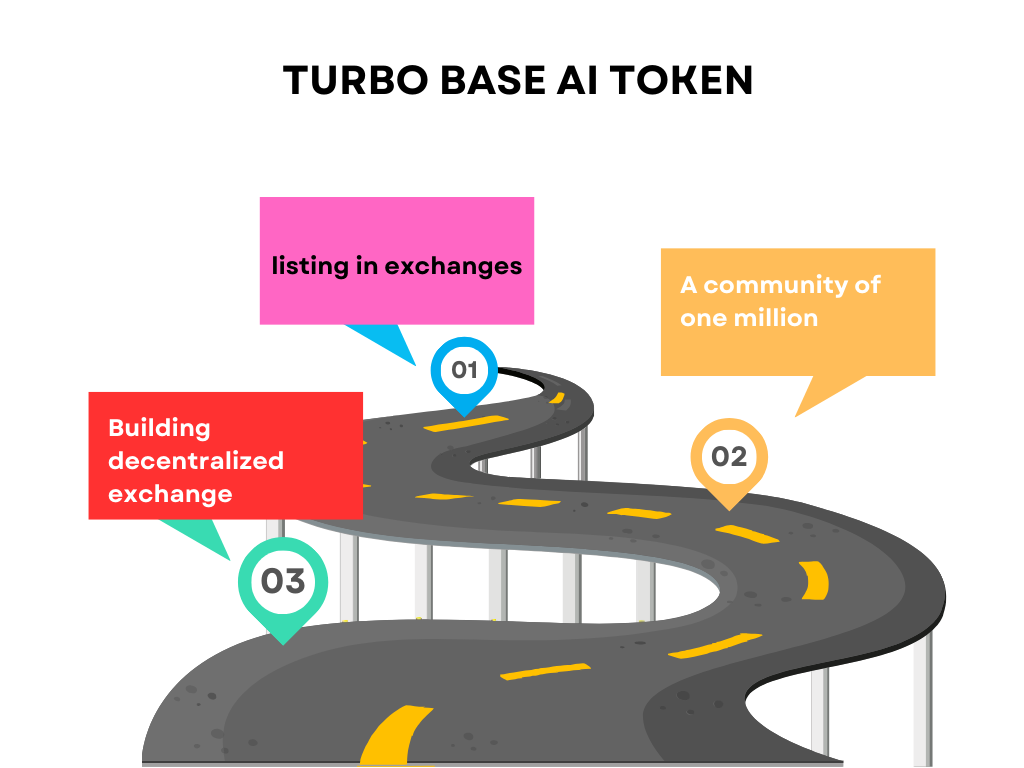 TURBO BASE AI TOKEN
listing in exchanges
01
A community of
one million
02
Building
decentralized
exchange
03